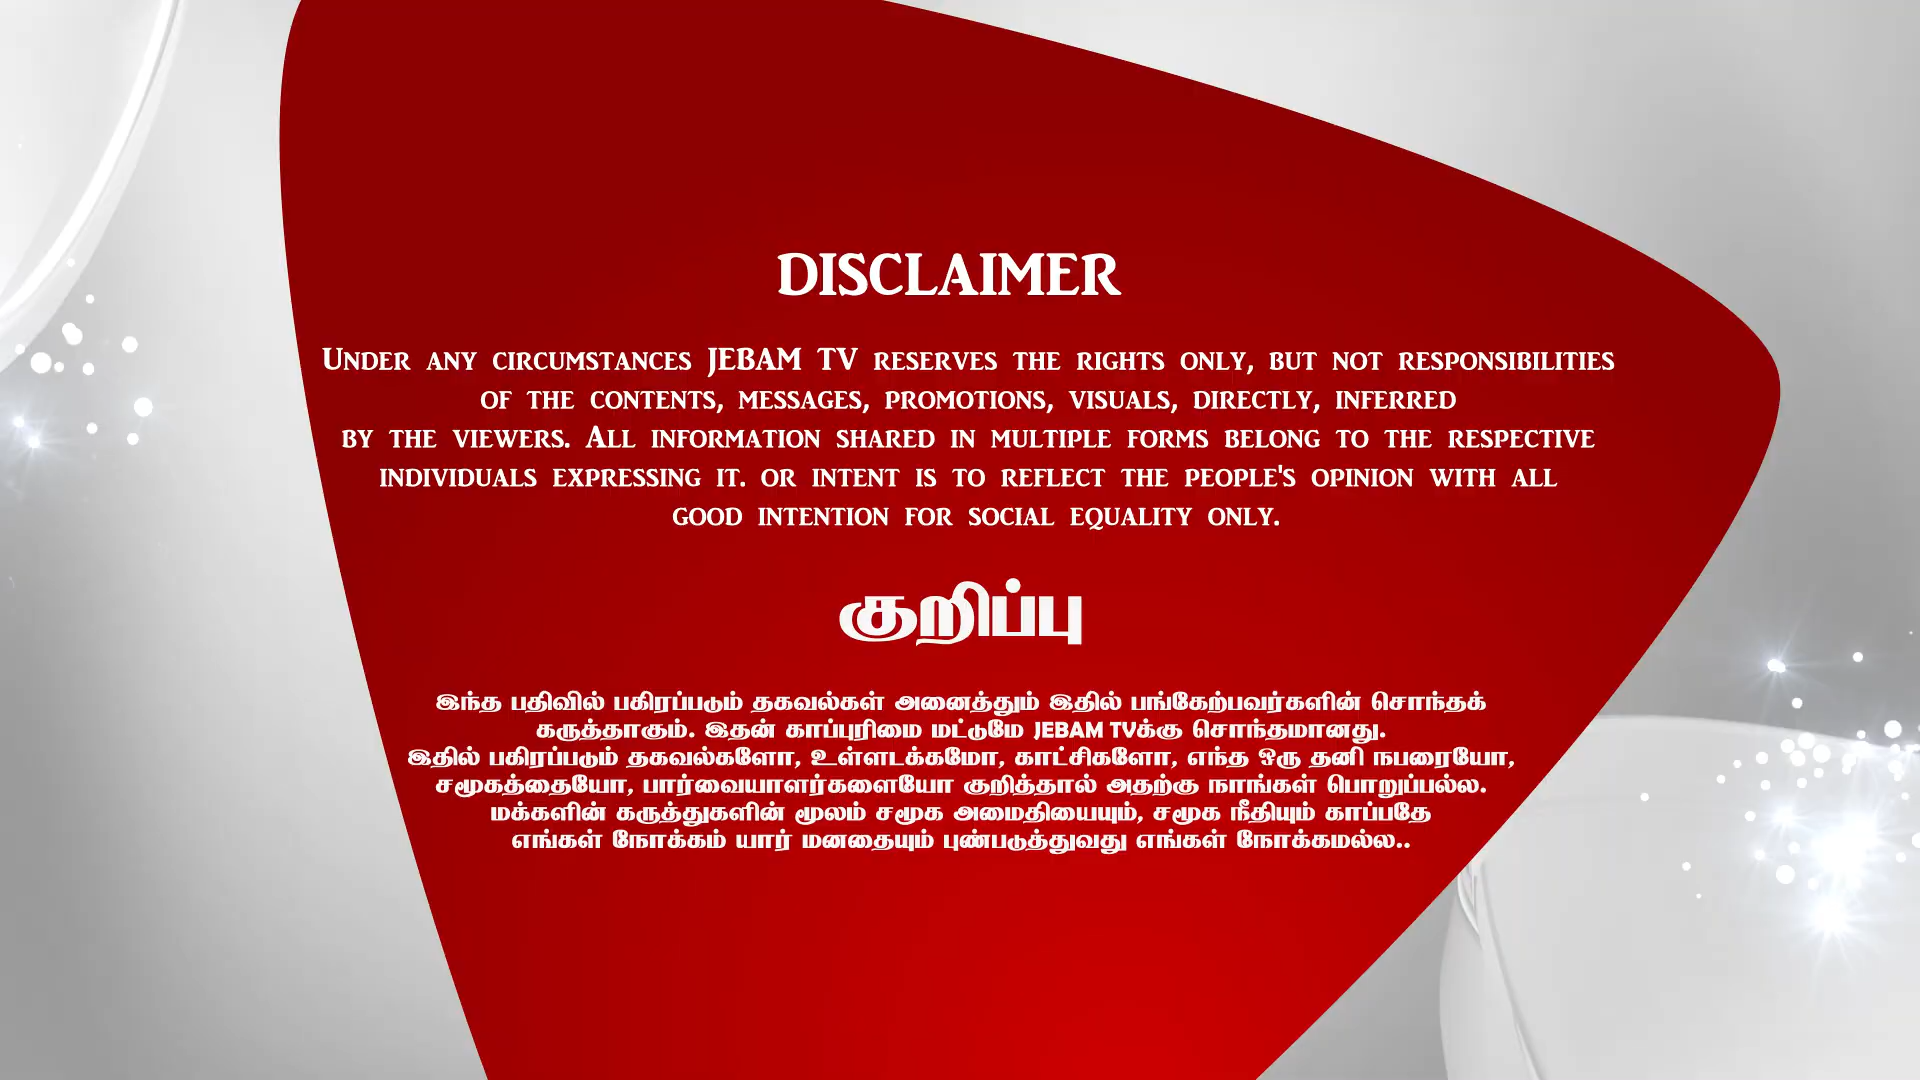 DISCLAIMER
Under any circumstances JEBAM TV reserves the rights only, but not responsibilities
of the contents, messages, promotions, visuals, directly, inferred
by the viewers. All information shared in multiple forms belong to the respective
individuals expressing it. or intent is to reflect the people's opinion with all
good intention for social equality only.
குறிப்பு
இந்த பதிவில் பகிரப்படும் தகவல்கள் அனைத்தும் இதில் பங்கேற்பவர்களின் சொந்தக்
கருத்தாகும். இதன் காப்புரிமை மட்டுமே JEBAM TVக்கு சொந்தமானது.
இதில் பகிரப்படும் தகவல்களோ, உள்ளடக்கமோ, காட்சிகளோ, எந்த ஒரு தனி நபரையோ,
சமூகத்தையோ, பார்வையாளர்களையோ குறித்தால் அதற்கு நாங்கள் பொறுப்பல்ல.
மக்களின் கருத்துகளின் மூலம் சமூக அமைதியையும், சமூக நீதியும் காப்பதே
எங்கள் நோக்கம் யார் மனதையும் புண்படுத்துவது எங்கள் நோக்கமல்ல..